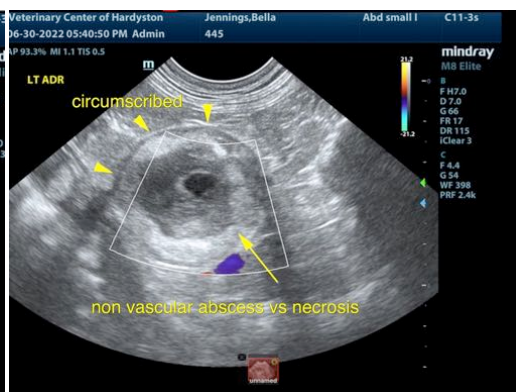 Veterinary Center of Hardyston Jennings,Bella Abd small I C11-3s
06-30-2022 05:40:50 PM Admin 445
AP 93.3% MI 1.1 TIS 0.5
mindray
M8 Elite
m
LT ADR
circumscribed
21.2
-21.2
B
F H7.0
D 7.0
G 66
FR 17
DR 115
iClear 3
C
F 4.4
G 54
WF 398
PRF 2.4k
non vascular abscess vs necrosis
unnamed